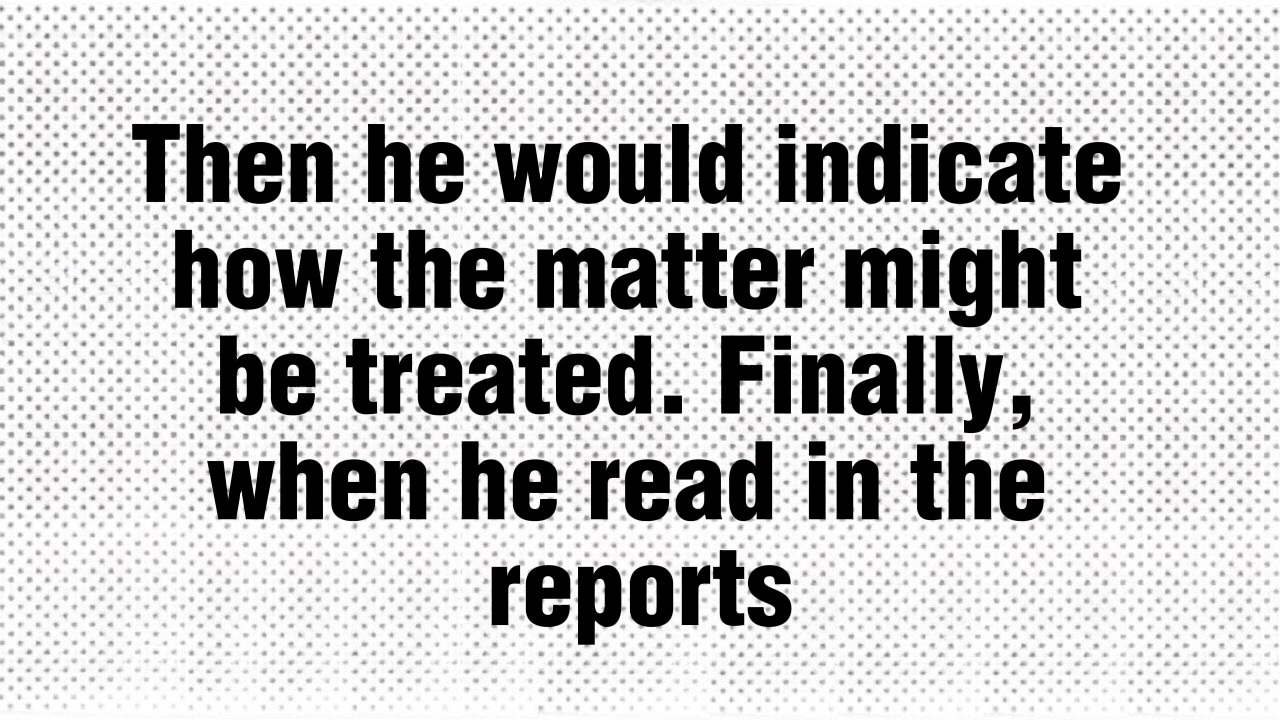 Then he would indicate
how the matter might
be treated. Finally,
when he read in the
reports